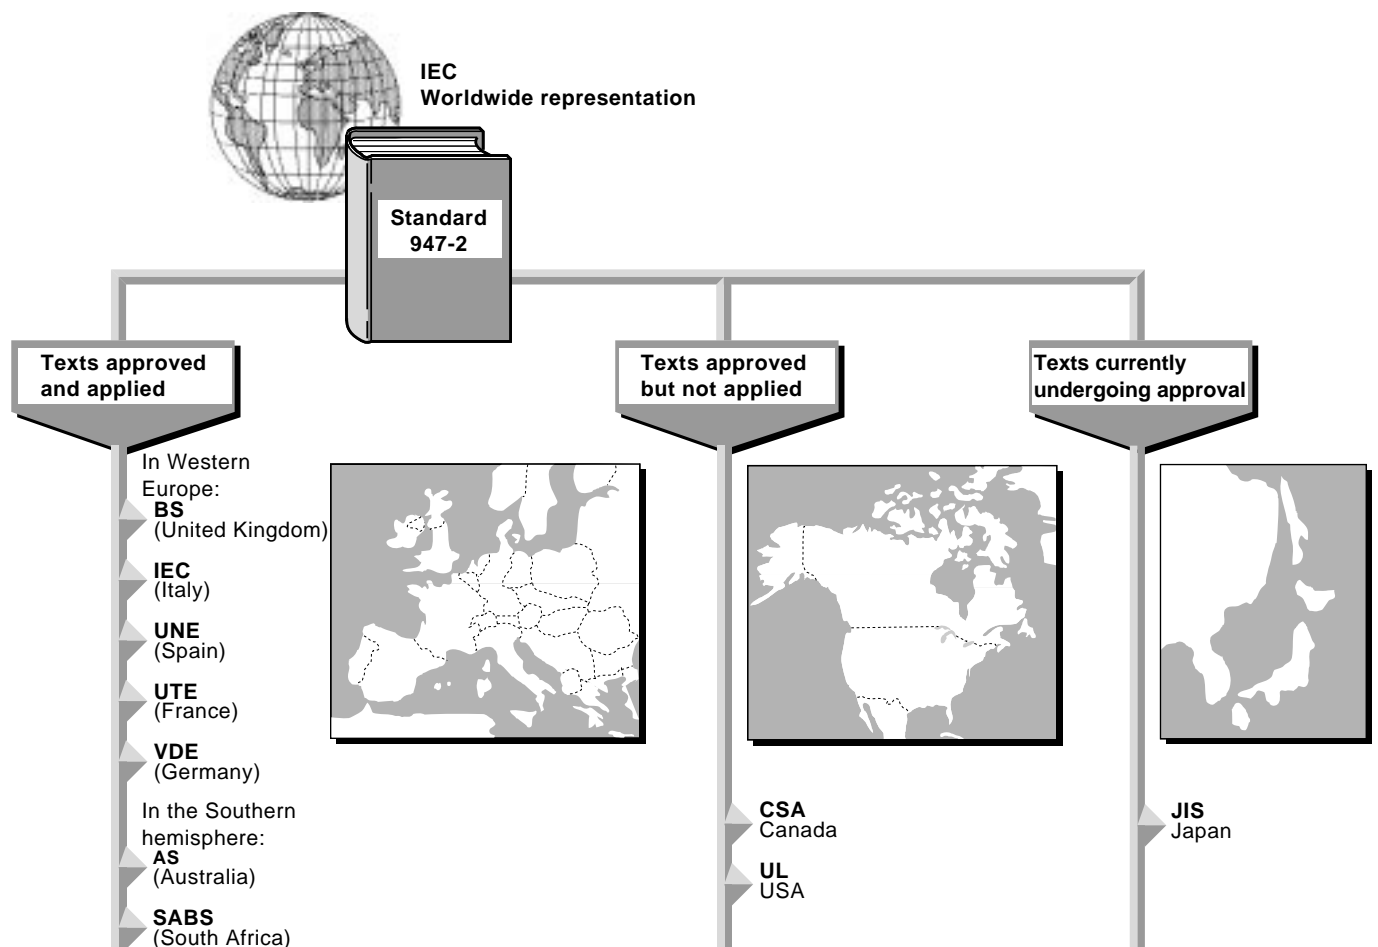 IEC
Worldwide representation
Standard
947-2
Texts approved
and applied
Texts approved
but not applied
Texts currently
undergoing approval
In Western
Europe:
BS
(United Kingdom)
IEC
(Italy)
UNE
(Spain)
UTE
(France)
VDE
(Germany)
In the Southern
hemisphere:
AS
(Australia)
SABS
(South Africa)
CSA
Canada
UL
USA
JIS
Japan